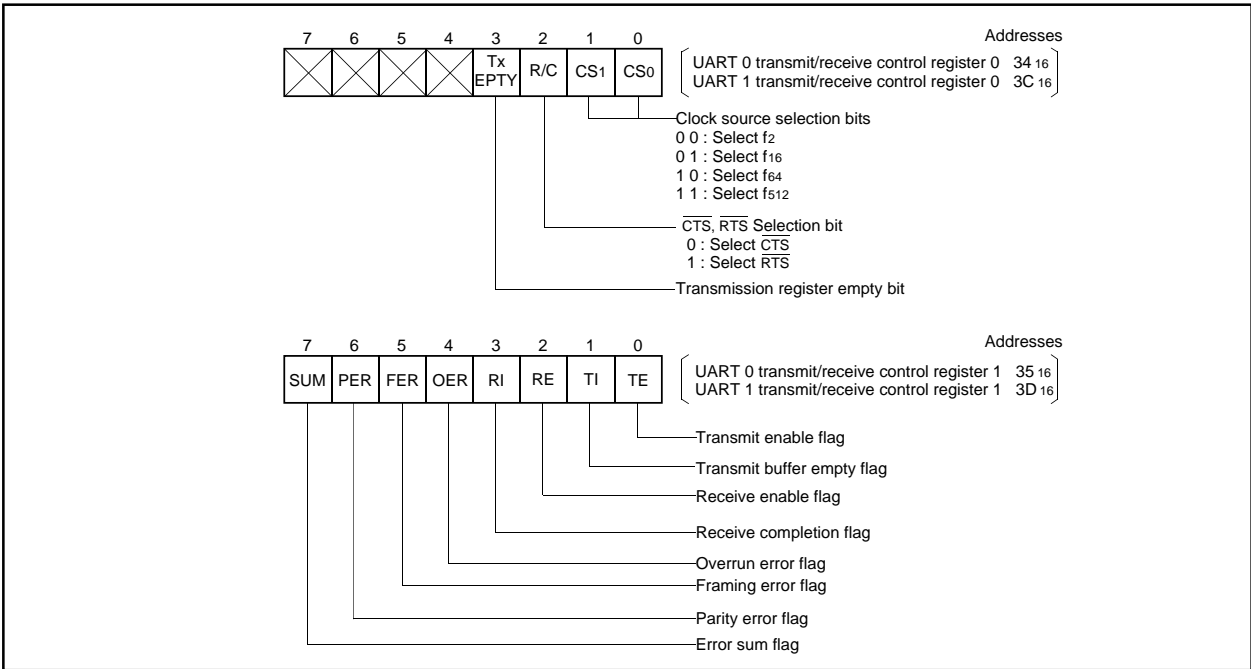 7 6 5 4 3 2 1 0 Addresses
Tx EPTY R/C CS1 CS0
UART 0 transmit/receive control register 0 34 16
UART 1 transmit/receive control register 0 3C 16
Clock source selection bits
0 0 : Select f2
0 1 : Select f16
1 0 : Select f64
1 1 : Select f512
CTS, RTS Selection bit
0 : Select CTS
1 : Select RTS
Transmission register empty bit
7 6 5 4 3 2 1 0 Addresses
SUM PER FER OER RI RE TI TE
UART 0 transmit/receive control register 1 35 16
UART 1 transmit/receive control register 1 3D 16
Transmit enable flag
Transmit buffer empty flag
Receive enable flag
Receive completion flag
Overrun error flag
Framing error flag
Parity error flag
Error sum flag